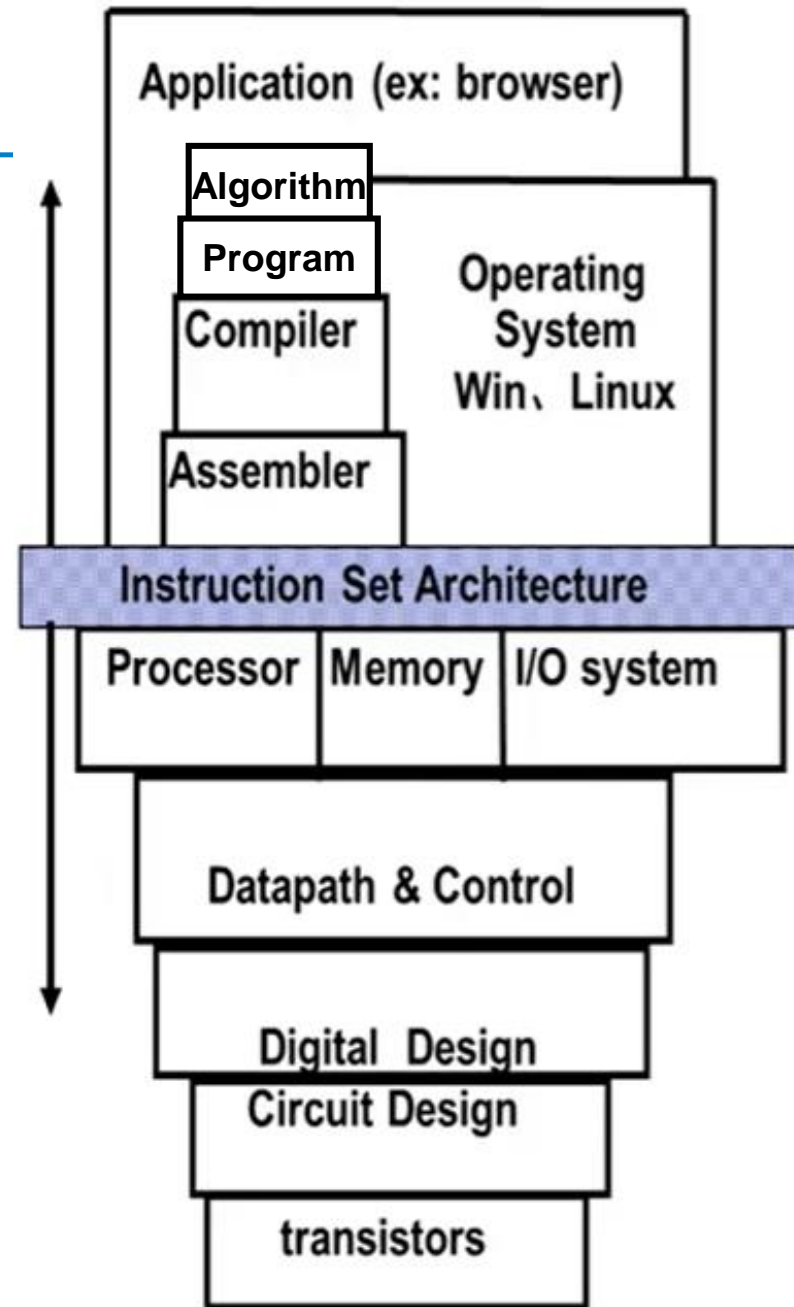 Application (ex: browser)
Algorithm
Program
Compiler
Assembler
Operating
System
Win、Linux
Instruction Set Architecture
Processor
Memory
I/O system
Datapath & Control
Digital Design
Circuit Design
transistors